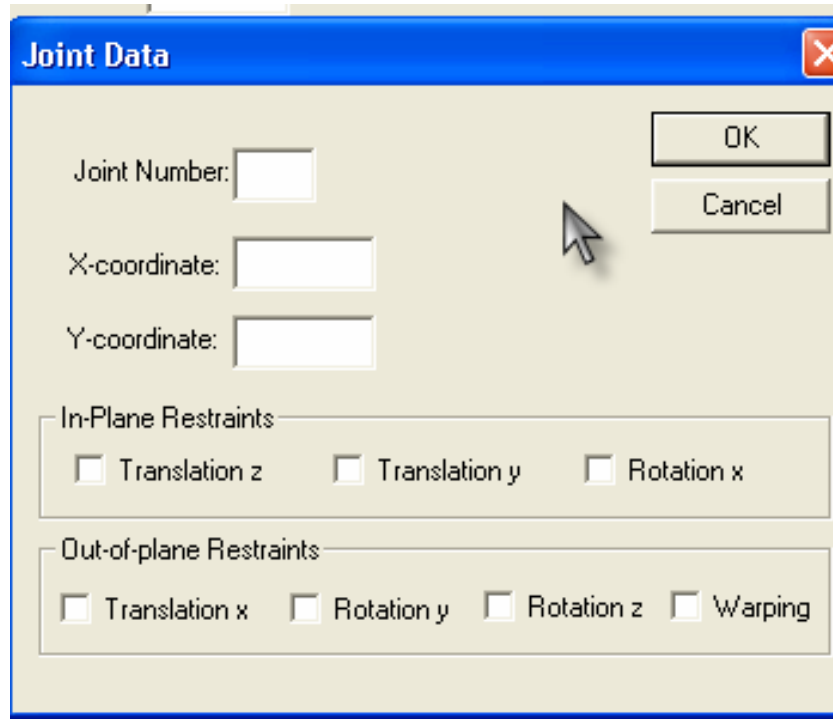 Joint Data
OK
Joint Number:
Cancel
X-coordinate:
Y-coordinate:
In-Plane Restraints
Translation z Translation y Rotation x
Out-of-plane Restraints
Translation x Rotation y Rotation z Warping